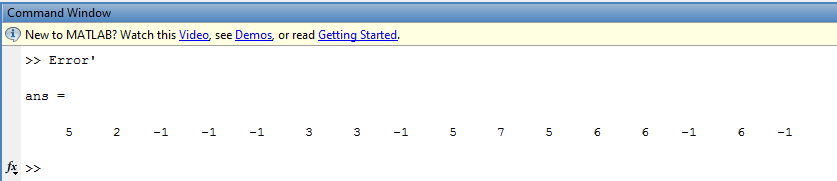 Command Window
New to MATLAB? Watch this Video, see Demos, or read Getting Started.
>> Error'
ans =
5 2 -1 -1 -1 3 3 -1 5 7 5 6 6 -1 6 -1
fx >>